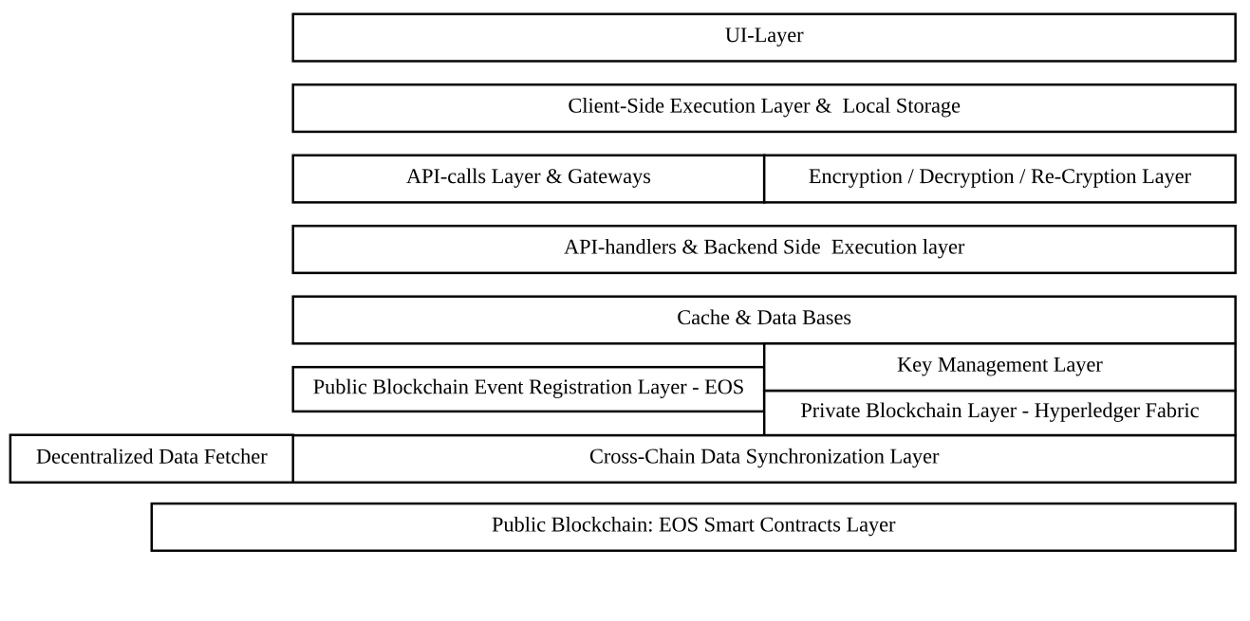 UI-Layer
Client-Side Execution Layer &  Local Storage
API-calls Layer & Gateways
Encryption / Decryption / Re-Cryption Layer
API-handlers & Backend Side  Execution layer
Cache & Data Bases
Key Management Layer
Public Blockchain Event Registration Layer - EOS
Private Blockchain Layer - Hyperledger Fabric
Decentralized Data Fetcher
Cross-Chain Data Synchronization Layer
Public Blockchain: EOS Smart Contracts Layer